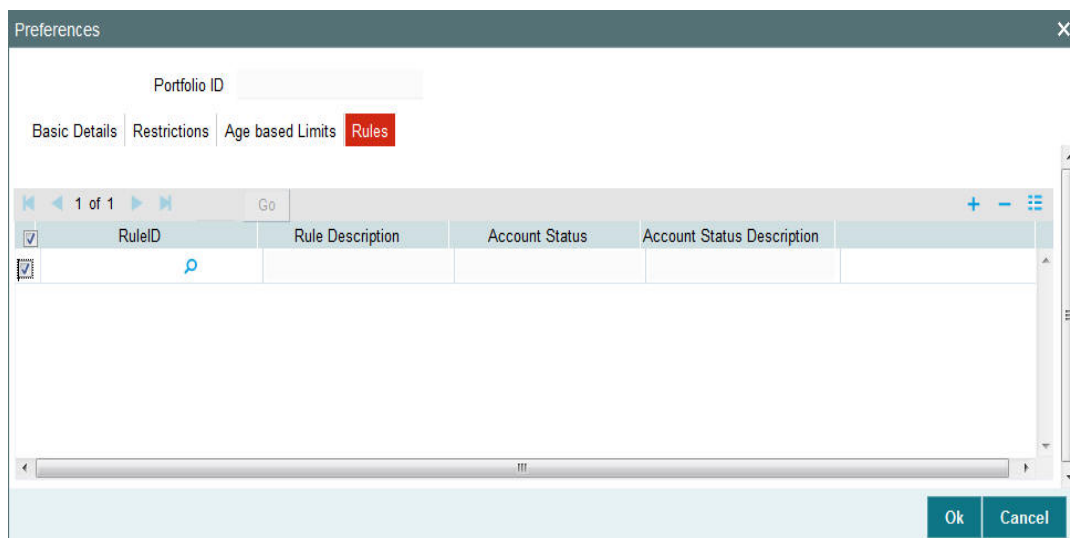 Preferences
Portfolio ID
Basic Details Restrictions Age based Limits Rules
1 of 1 Go
RuleID Rule Description Account Status Account Status Description
Ok Cancel